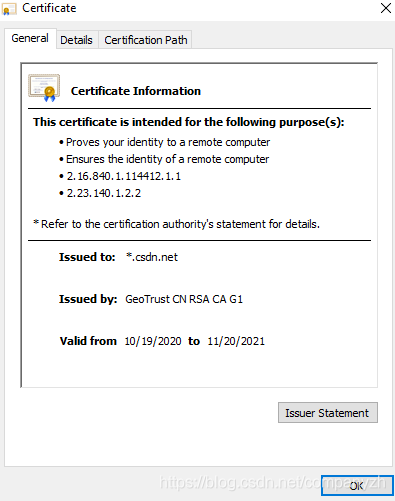 Certificate
General Details Certification Path
Certificate Information
This certificate is intended for the following purpose(s):
• Proves your identity to a remote computer
• Ensures the identity of a remote computer
• 2.16.840.1.114412.1.1
• 2.23.140.1.2.2
* Refer to the certification authority's statement for details.
Issued to: *.csdn.net
Issued by: GeoTrust CN RSA CA G1
Valid from 10/19/2020 to 11/20/2021
Issuer Statement
https://blog.csdn.net/companyzh
OK